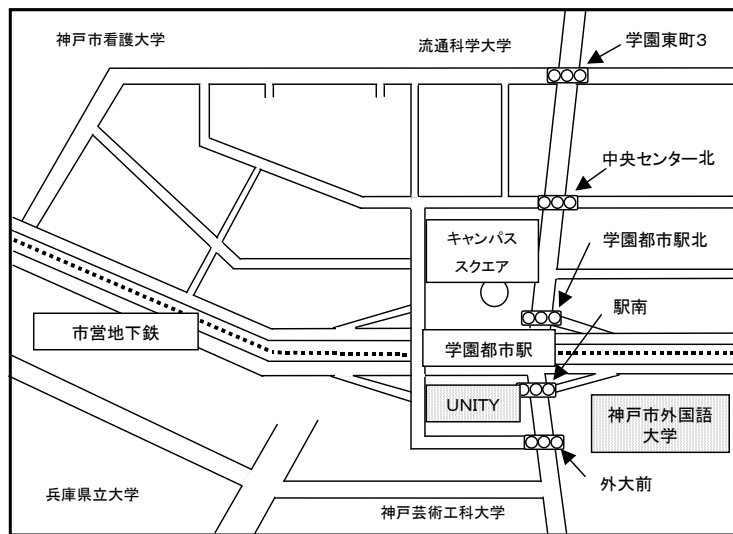 神戸市看護大学
流通科学大学
学園東町3
中央センター北
キャンパス
スクエア
学園都市駅北
駅南
市営地下鉄
学園都市駅
UNITY
神戸市外国語
大学
外大前
兵庫県立大学
神戸芸術工科大学